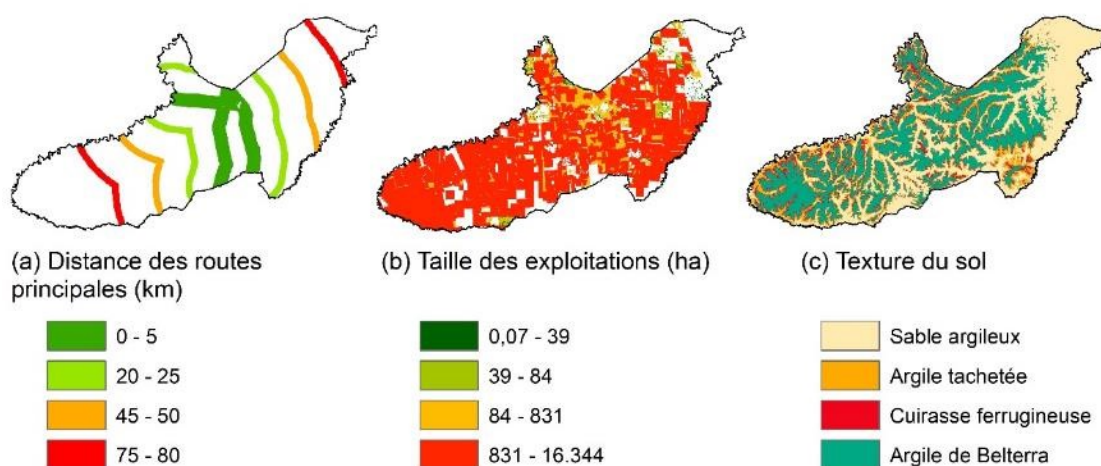 (a) Distance des routes
principales (km)
0 - 5
20 - 25
45 - 50
75 - 80
(b) Taille des exploitations (ha)
0,07 - 39
39 - 84
84 - 831
831 - 16.344
(c) Texture du sol
Sable argileux
Argile tachetée
Cuirasse ferrugineuse
Argile de Belterra